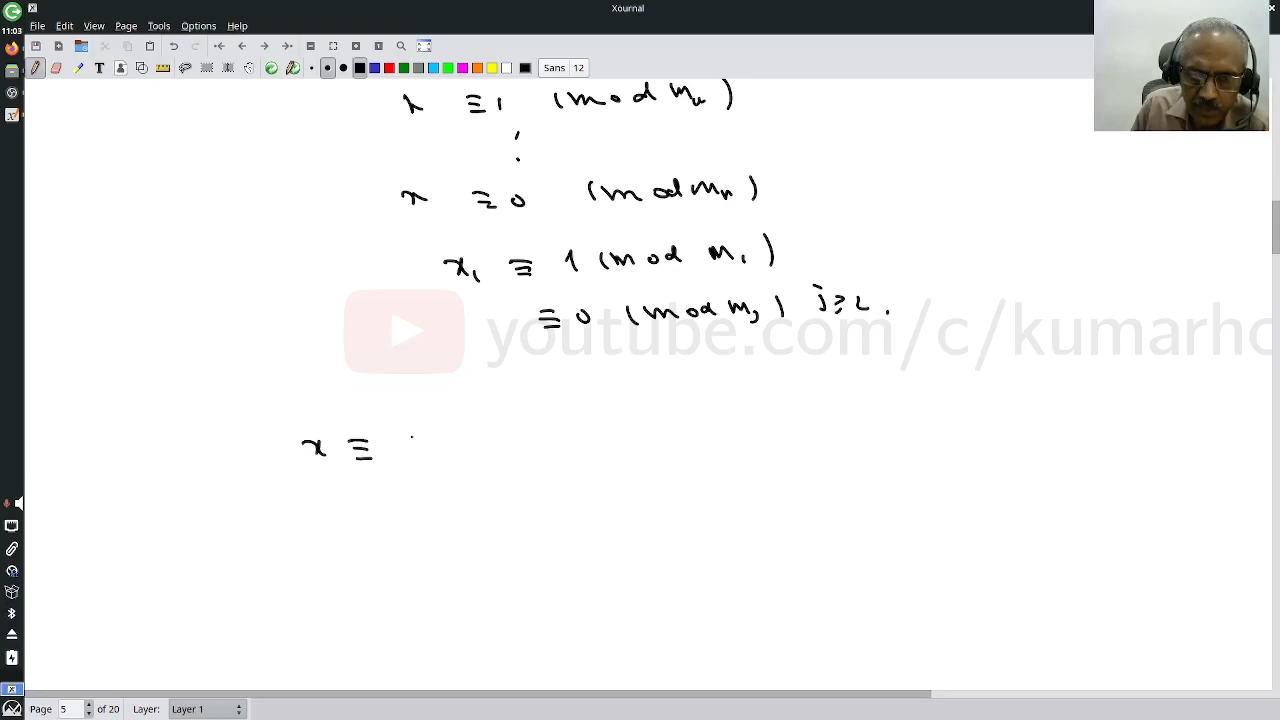 Xournal
11:03
File Edit View Page Tools Options Help
Sans 12
x ≡ 1 (mod m
⋮
x ≡ 0 (mod mn)
x₁ ≡ 1 (mod m₁)
≡ 0 (mod mj) j ≥ 2.
youtube.com/c/kumarhc
x ≡
Page 5 of 20 Layer: Layer 1